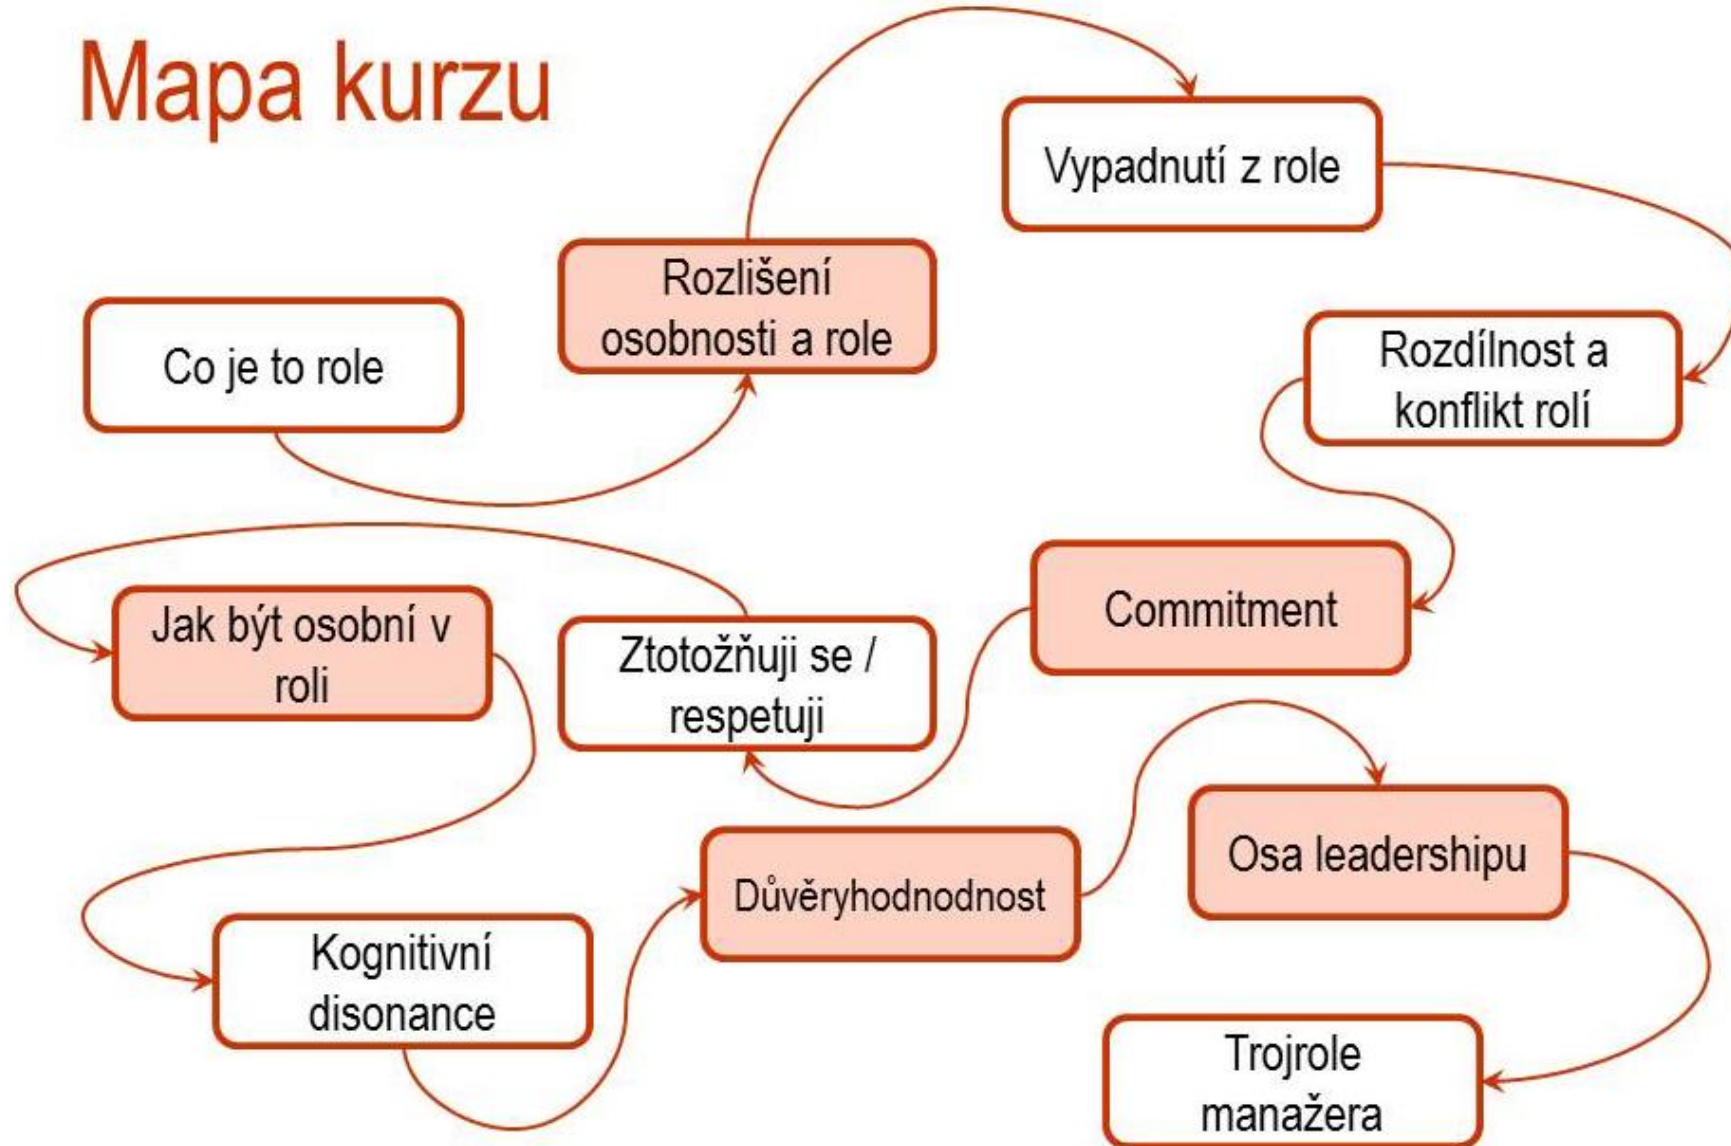 Mapa kurzu
Co je to role
Rozlišení
osobnosti a role
Vypadnutí z role
Rozdílnost a
konflikt rolí
Commitment
Ztotožňuji se /
respetuji
Jak být osobní v
roli
Kognitivní
disonance
Důvěryhodnodnost
Osa leadershipu
Trojrole
manažera